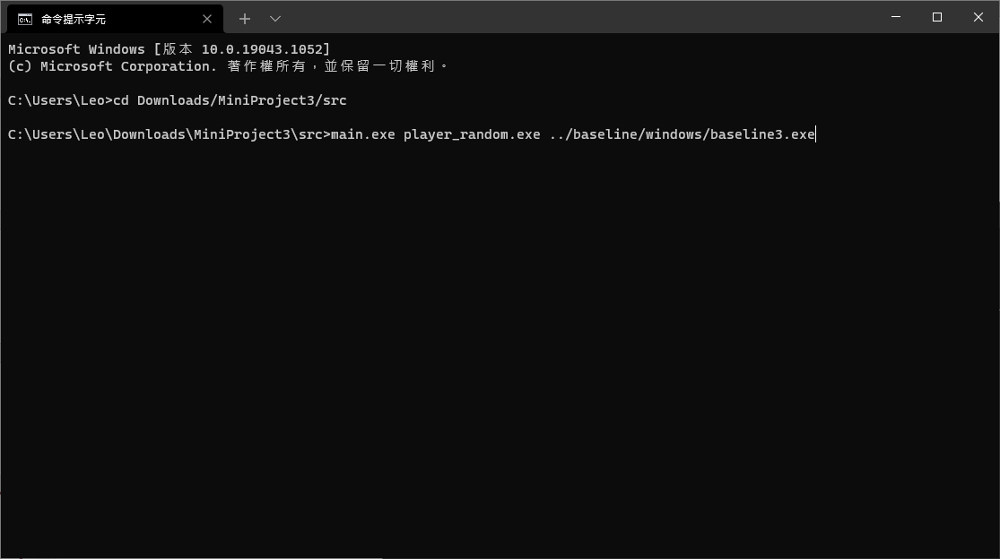 命令提示字元
Microsoft Windows [版本 10.0.19043.1052]
(c) Microsoft Corporation. 著作權所有，並保留一切權利。
C:\Users\Leo>cd Downloads/MiniProject3/src
C:\Users\Leo\Downloads\MiniProject3\src>main.exe player_random.exe ../baseline/windows/baseline3.exe